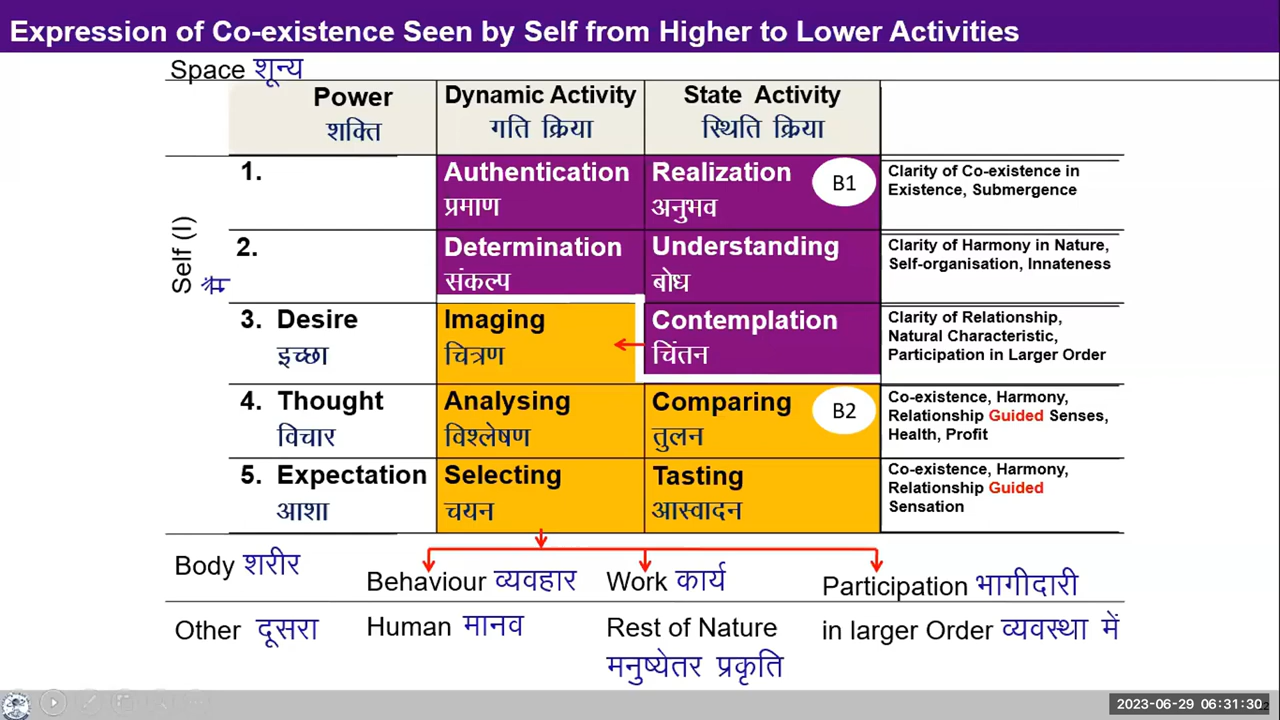 Expression of Co-existence Seen by Self from Higher to Lower Activities
Space शून्य
Power
शक्ति
Dynamic Activity
गति क्रिया
State Activity
स्थिति क्रिया
Self (I)
मैं
1.
Authentication
प्रमाण
Realization
अनुभव
B1
Clarity of Co-existence in
Existence, Submergence
2.
Determination
संकल्प
Understanding
बोध
Clarity of Harmony in Nature,
Self-organisation, Innateness
3. Desire
इच्छा
Imaging
चित्रण
Contemplation
चिंतन
Clarity of Relationship,
Natural Characteristic,
Participation in Larger Order
4. Thought
विचार
Analysing
विश्लेषण
Comparing
तुलन
B2
Co-existence, Harmony,
Relationship Guided Senses,
Health, Profit
5. Expectation
आशा
Selecting
चयन
Tasting
आस्वादन
Co-existence, Harmony,
Relationship Guided
Sensation
Body शरीर
Behaviour व्यवहार
Work कार्य
Participation भागीदारी
Other दूसरा
Human मानव
Rest of Nature
मनुष्येतर प्रकृति
in larger Order व्यवस्था में
2023-06-29 06:31:30